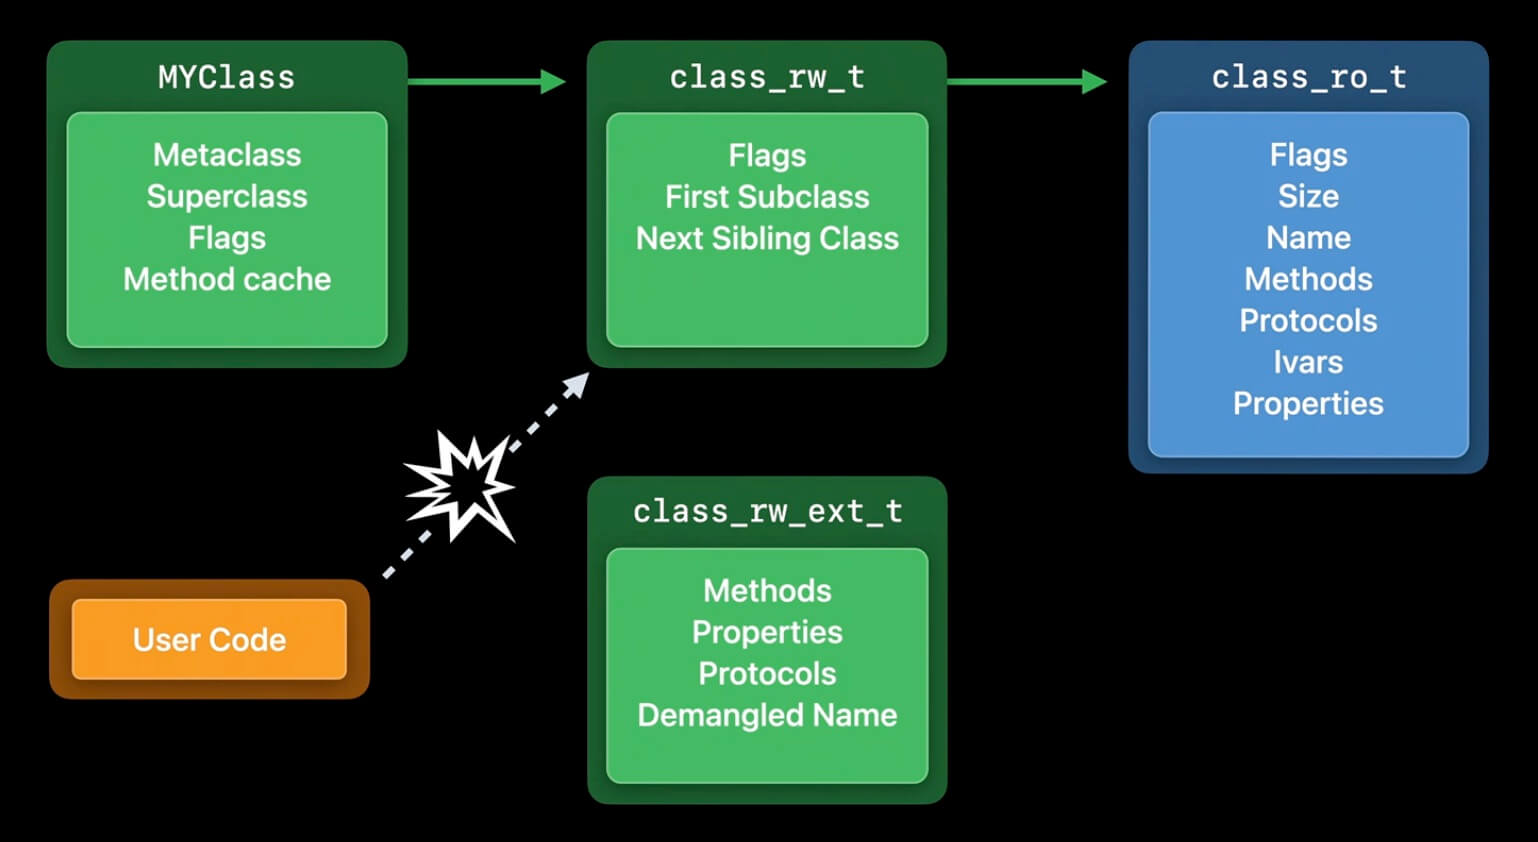 MYClass
Metaclass
Superclass
Flags
Method cache
class_rw_t
Flags
First Subclass
Next Sibling Class
class_ro_t
Flags
Size
Name
Methods
Protocols
Ivars
Properties
User Code
class_rw_ext_t
Methods
Properties
Protocols
Demangled Name